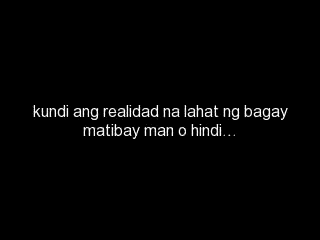 kundi ang realidad na lahat ng bagay
matibay man o hindi…